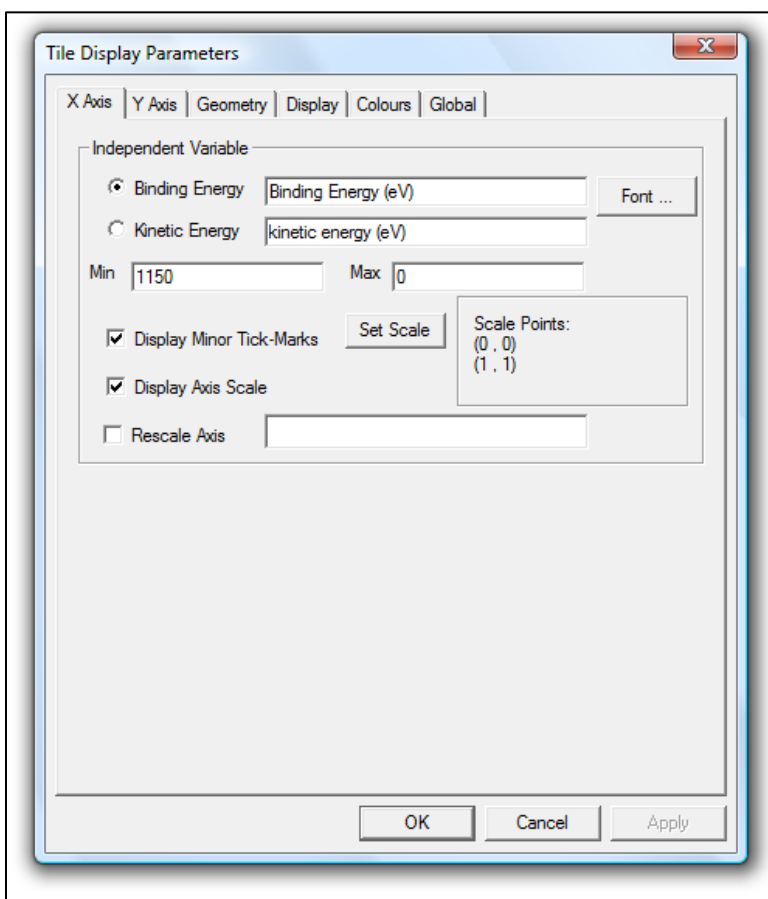 Tile Display Parameters
X Axis Y Axis Geometry Display Colours Global
Independent Variable
Binding Energy Binding Energy (eV) Font ...
Kinetic Energy kinetic energy (eV)
Min 1150 Max 0
Display Minor Tick-Marks Set Scale Scale Points:
(0 , 0)
(1 , 1)
Display Axis Scale
Rescale Axis
OK Cancel Apply